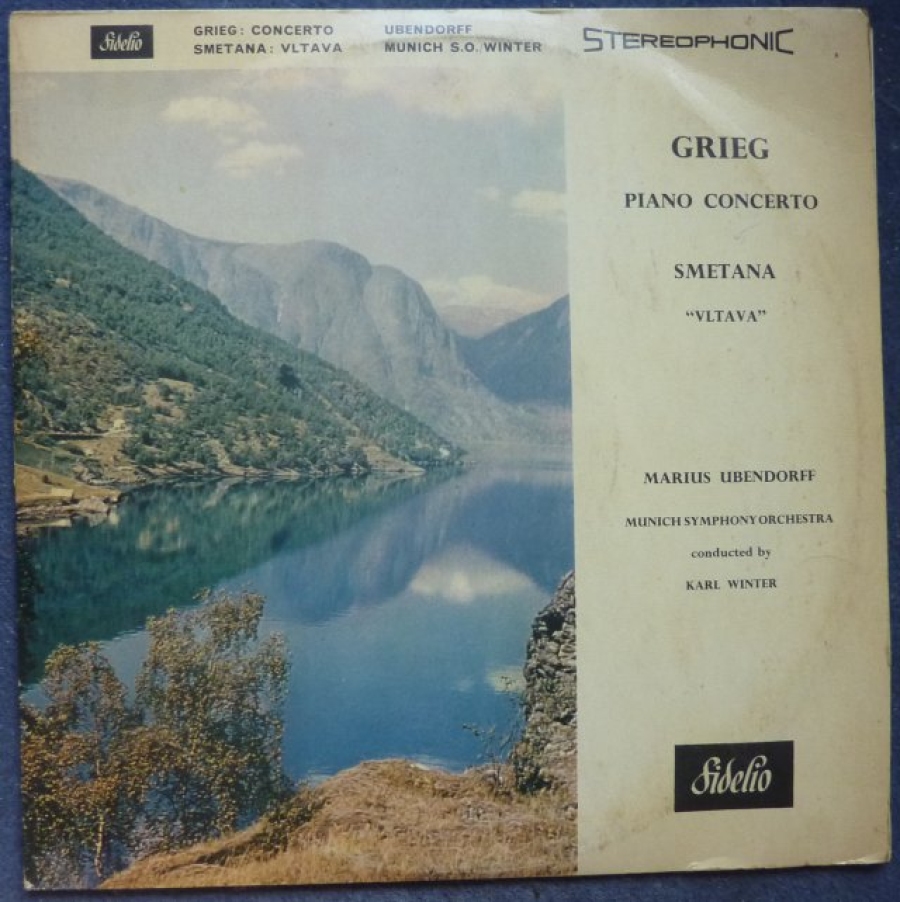 Fidelio
GRIEG: CONCERTO UBENDORFF
SMETANA: VLTAVA MUNICH S.O./WINTER
STEREOPHONIC
GRIEG
PIANO CONCERTO
SMETANA
“VLTAVA”
MARIUS UBENDORFF
MUNICH SYMPHONY ORCHESTRA
conducted by
KARL WINTER
Fidelio